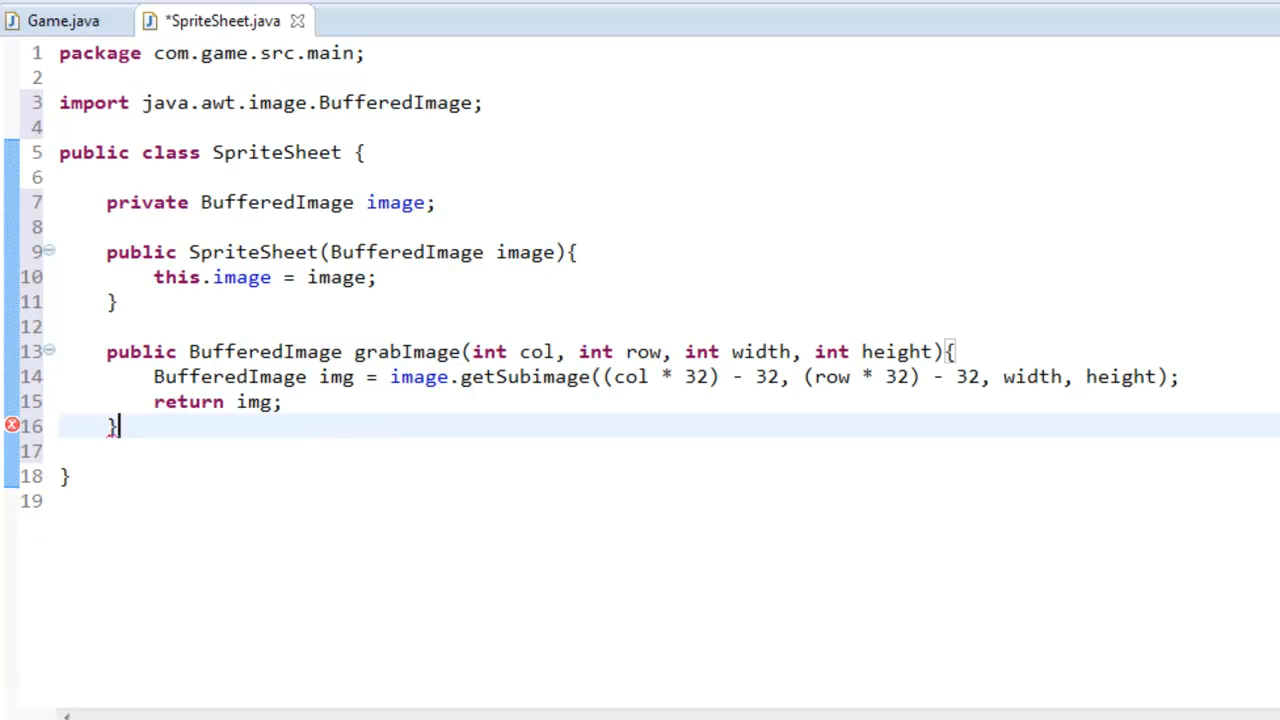 Game.java *SpriteSheet.java
1 package com.game.src.main;
2
3 import java.awt.image.BufferedImage;
4
5 public class SpriteSheet {
6
7 private BufferedImage image;
8
9 public SpriteSheet(BufferedImage image){
10 this.image = image;
11 }
12
13 public BufferedImage grabImage(int col, int row, int width, int height){
14 BufferedImage img = image.getSubimage((col * 32) - 32, (row * 32) - 32, width, height);
15 return img;
16 }
17
18 }
19